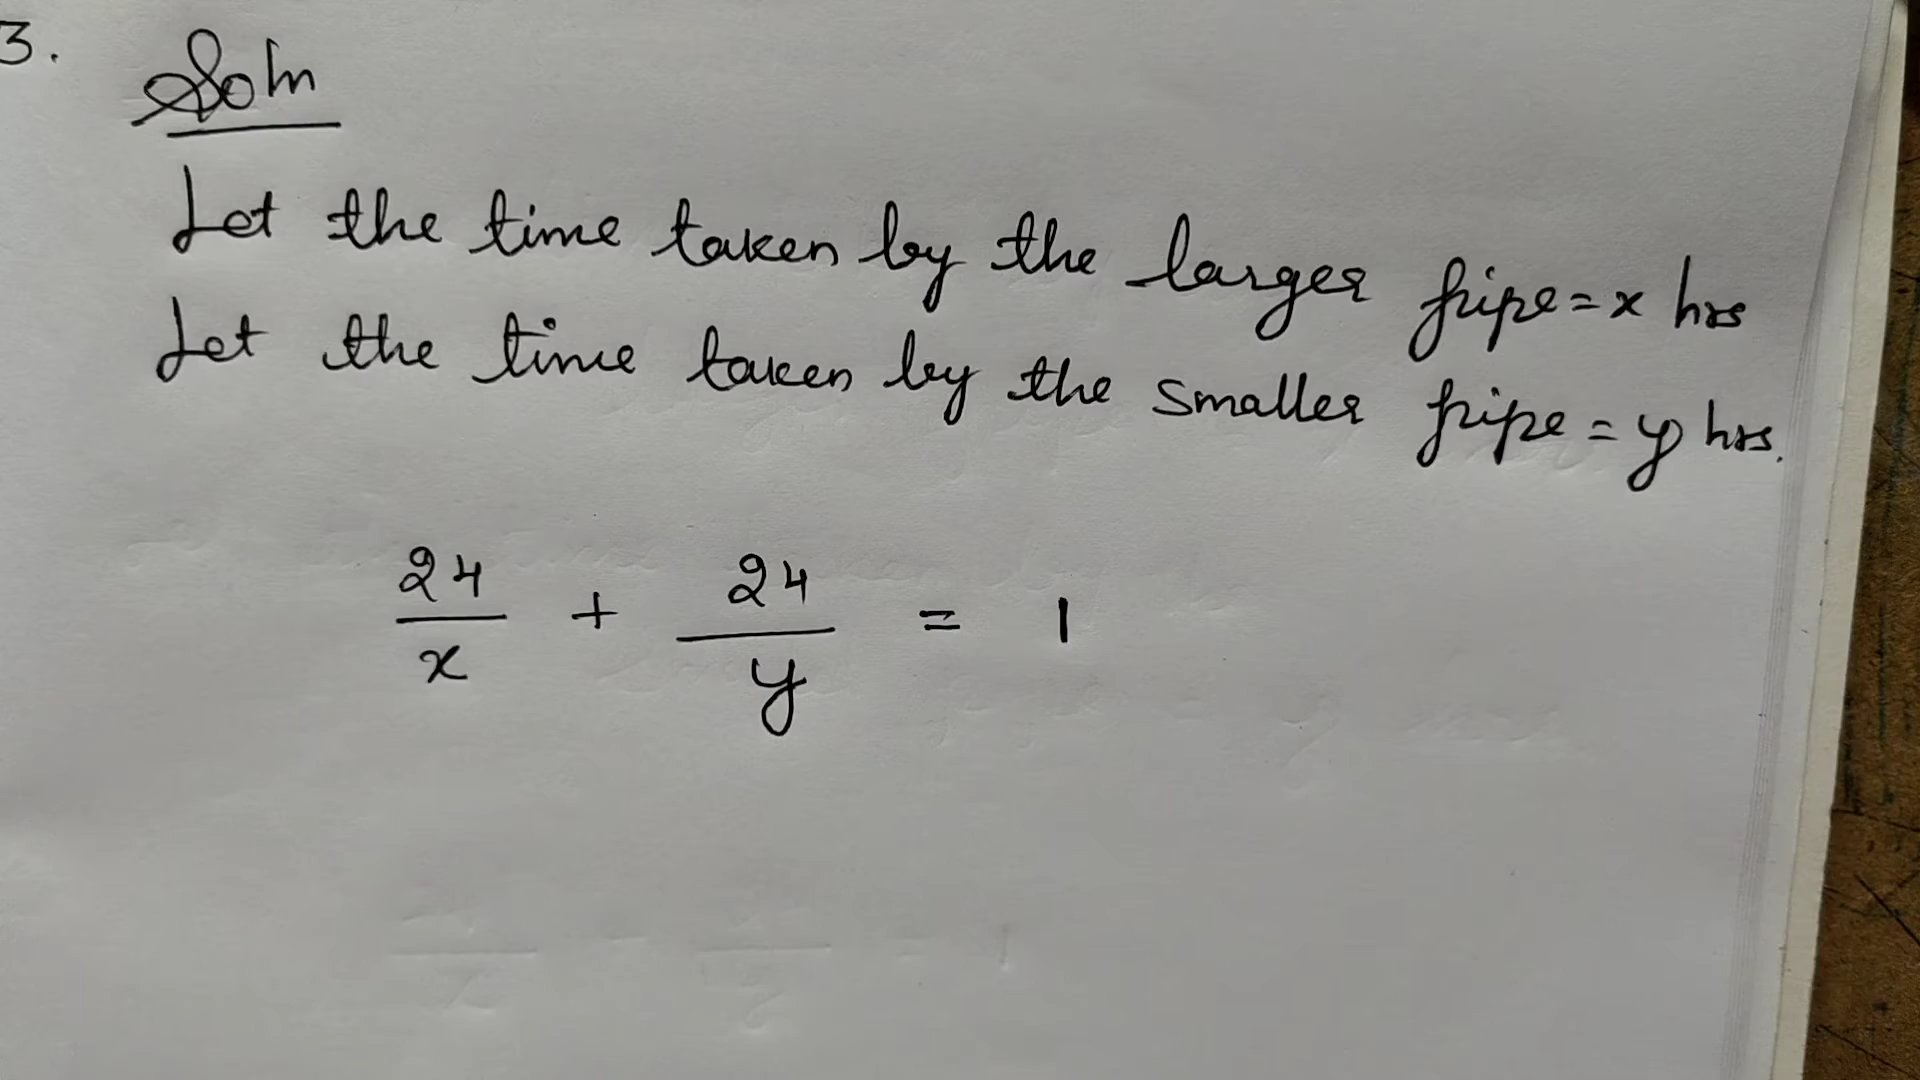 3.
Soln
Let the time taken by the larger pipe = x hrs
Let the time taken by the smaller pipe = y hrs.
24/x + 24/y = 1